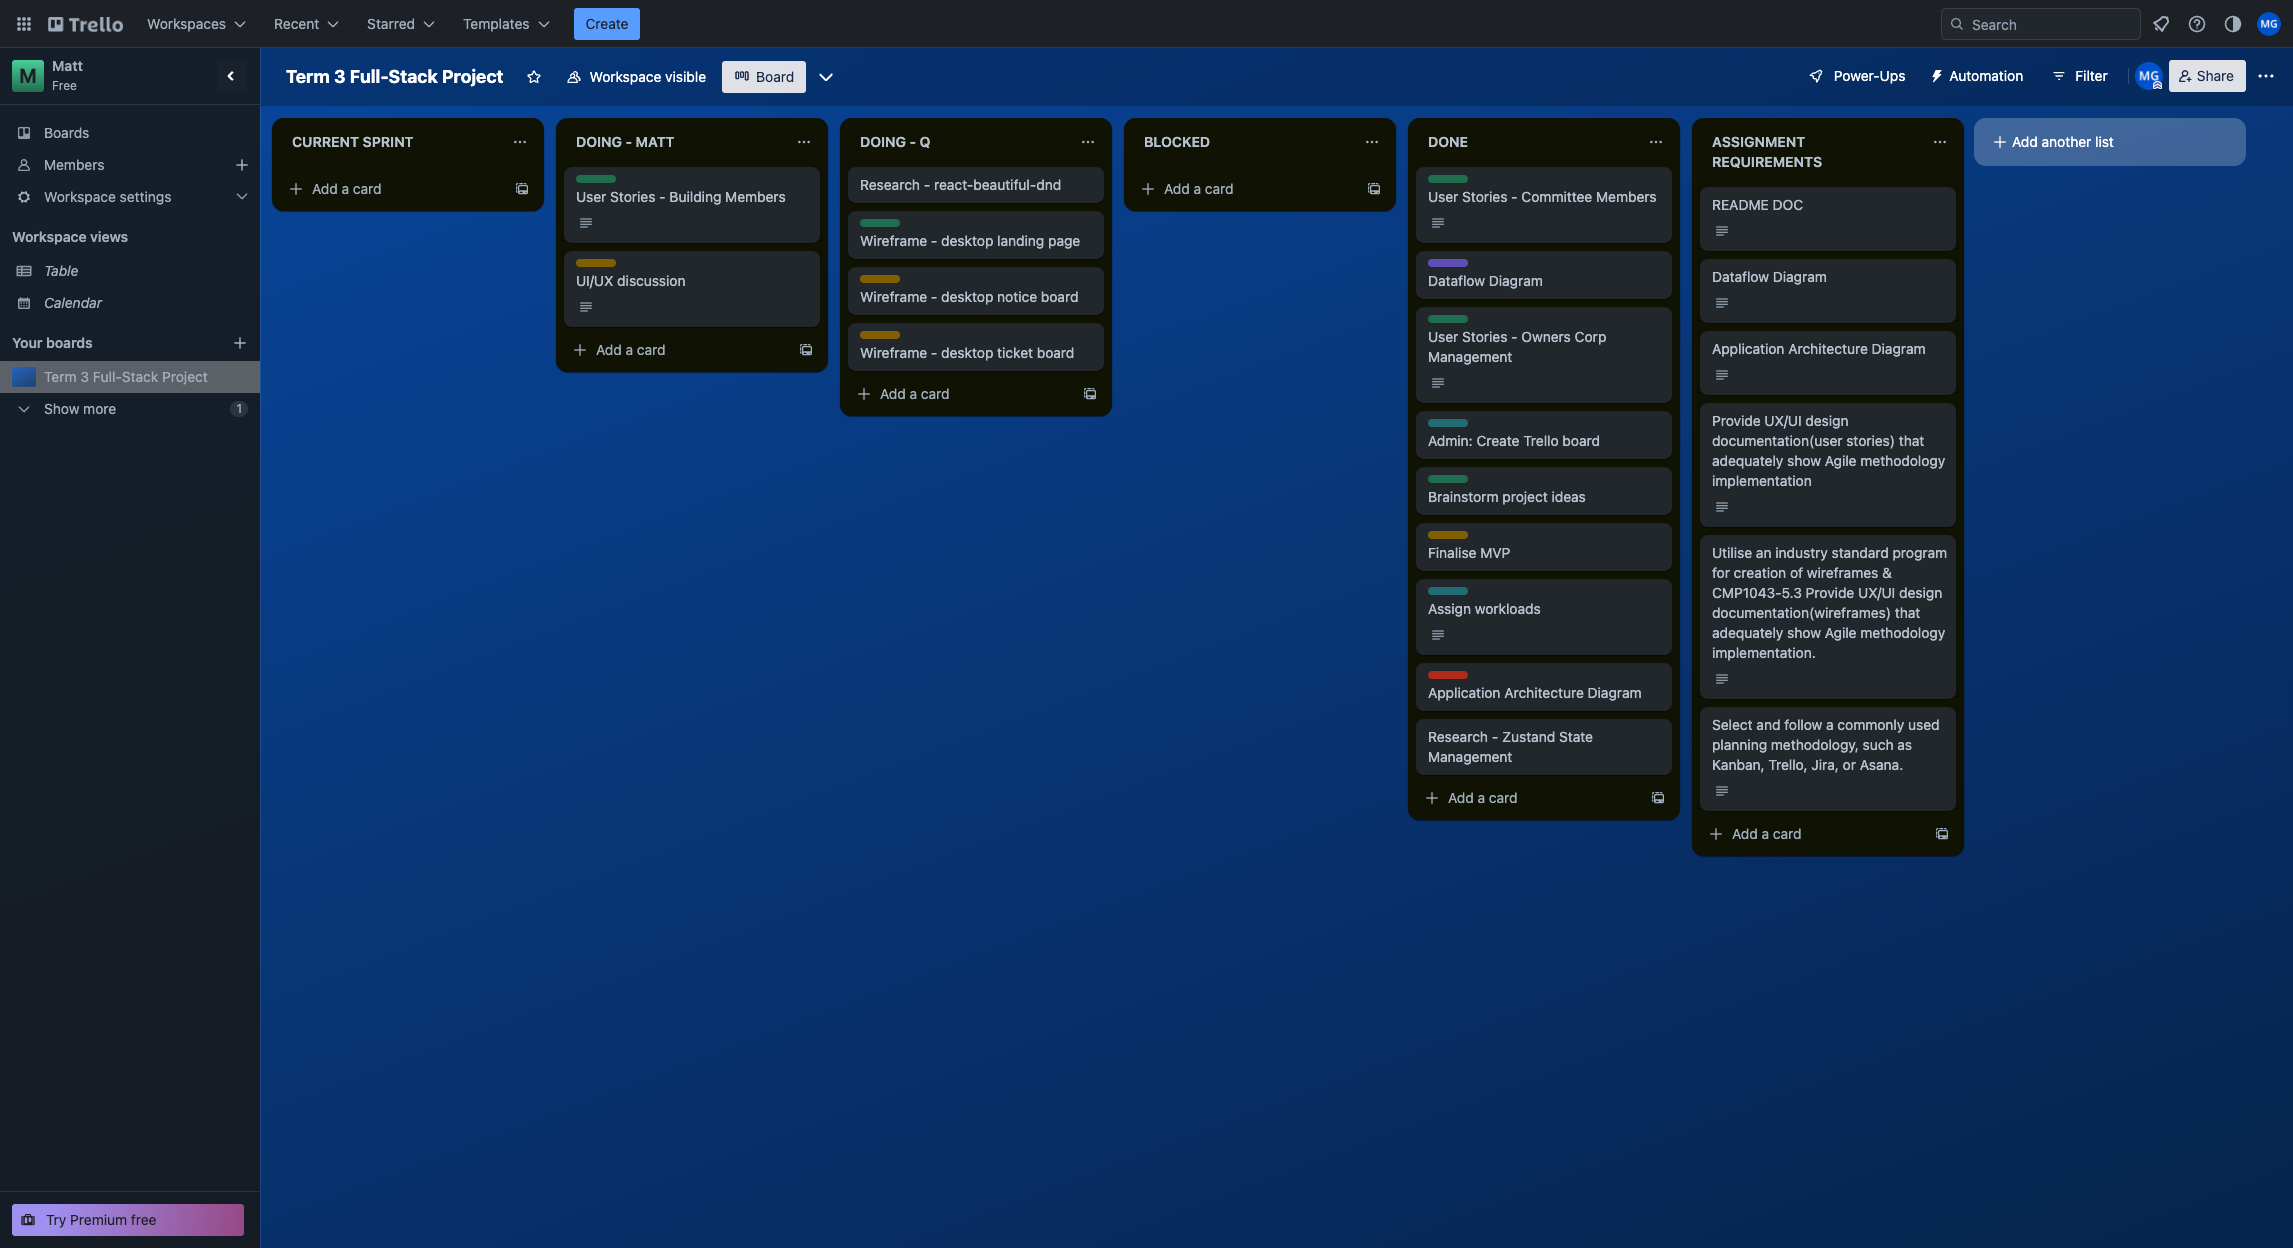 Trello
Workspaces
Recent
Starred
Templates
Create
Search
MG
M
Matt
Free
Boards
Members
Workspace settings
Workspace views
Table
Calendar
Your boards
Term 3 Full-Stack Project
Show more
1
Try Premium free
Term 3 Full-Stack Project
Workspace visible
Board
Power-Ups
Automation
Filter
MG
Share
CURRENT SPRINT
Add a card
DOING - MATT
User Stories - Building Members
UI/UX discussion
Add a card
DOING - Q
Research - react-beautiful-dnd
Wireframe - desktop landing page
Wireframe - desktop notice board
Wireframe - desktop ticket board
Add a card
BLOCKED
Add a card
DONE
User Stories - Committee Members
Dataflow Diagram
User Stories - Owners Corp
Management
Admin: Create Trello board
Brainstorm project ideas
Finalise MVP
Assign workloads
Application Architecture Diagram
Research - Zustand State
Management
Add a card
ASSIGNMENT
REQUIREMENTS
README DOC
Dataflow Diagram
Application Architecture Diagram
Provide UX/UI design
documentation(user stories) that
adequately show Agile methodology
implementation
Utilise an industry standard program
for creation of wireframes &
CMP1043-5.3 Provide UX/UI design
documentation(wireframes) that
adequately show Agile methodology
implementation.
Select and follow a commonly used
planning methodology, such as
Kanban, Trello, Jira, or Asana.
Add a card
Add another list